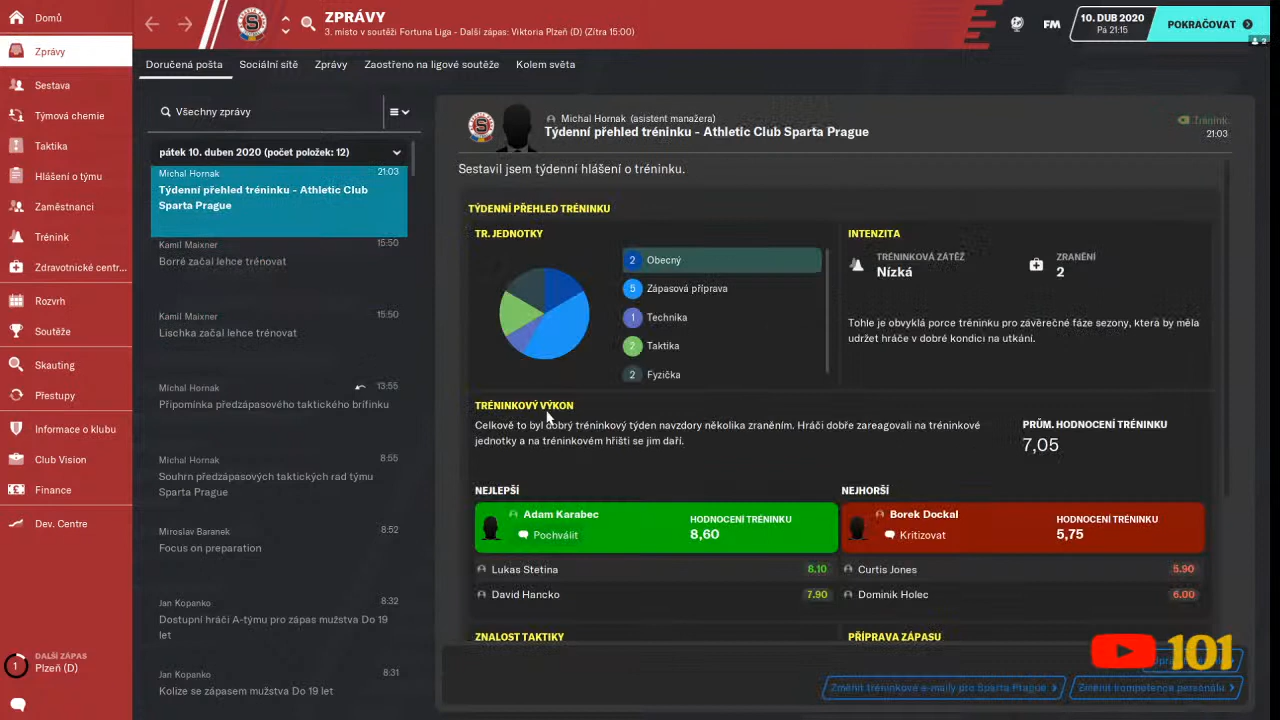 Domů
Zprávy
Sestava
Týmová chemie
Taktika
Hlášení o týmu
Zaměstnanci
Trénink
Zdravotnické centr...
Rozvrh
Soutěže
Skauting
Přestupy
Informace o klubu
Club Vision
Finance
Dev. Centre
1
DALŠÍ ZÁPAS
Plzeň (D)
ZPRÁVY
3. místo v soutěži Fortuna Liga - Další zápas: Viktoria Plzeň (D) (Zítra 15:00)
FM
10. DUB 2020
Pá 21:15
POKRAČOVAT
2
Doručená pošta
Sociální sítě
Zprávy
Zaostřeno na ligové soutěže
Kolem světa
Všechny zprávy
pátek 10. duben 2020 (počet položek: 12)
Michal Hornak 21:03
Týdenní přehled tréninku - Athletic Club
Sparta Prague
Kamil Maixner 15:50
Borré začal lehce trénovat
Kamil Maixner 15:50
Lischka začal lehce trénovat
Michal Hornak 13:55
Připomínka předzápasového taktického brífinku
Michal Hornak 8:55
Souhrn předzápasových taktických rad týmu
Sparta Prague
Miroslav Baranek 8:52
Focus on preparation
Jan Kopanko 8:32
Dostupní hráči A-týmu pro zápas mužstva Do 19
let
Jan Kopanko 8:31
Kolize se zápasem mužstva Do 19 let
Michal Hornak (asistent manažera)
Týdenní přehled tréninku - Athletic Club Sparta Prague
Trénink
21:03
Sestavil jsem týdenní hlášení o tréninku.
TÝDENNÍ PŘEHLED TRÉNINKU
TR. JEDNOTKY
2 Obecný
5 Zápasová příprava
1 Technika
2 Taktika
2 Fyzička
INTENZITA
TRÉNINKOVÁ ZÁTĚŽ
Nízká
ZRANĚNÍ
2
Tohle je obvyklá porce tréninku pro závěrečné fáze sezony, která by měla
udržet hráče v dobré kondici na utkání.
TRÉNINKOVÝ VÝKON
Celkově to byl dobrý tréninkový týden navzdory několika zraněním. Hráči dobře zareagovali na tréninkové
jednotky a na tréninkovém hřišti se jim daří.
PRŮM. HODNOCENÍ TRÉNINKU
7,05
NEJLEPŠÍ
Adam Karabec
Pochválit
HODNOCENÍ TRÉNINKU
8,60
Lukas Stetina 8.10
David Hancko 7.90
NEJHORŠÍ
Borek Dockal
Kritizovat
HODNOCENÍ TRÉNINKU
5,75
Curtis Jones 5.90
Dominik Holec 6.00
ZNALOST TAKTIKY
PŘÍPRAVA ZÁPASU
101
Změnit tréninkové e-maily pro Sparta Prague
Změnit kompetence personálu